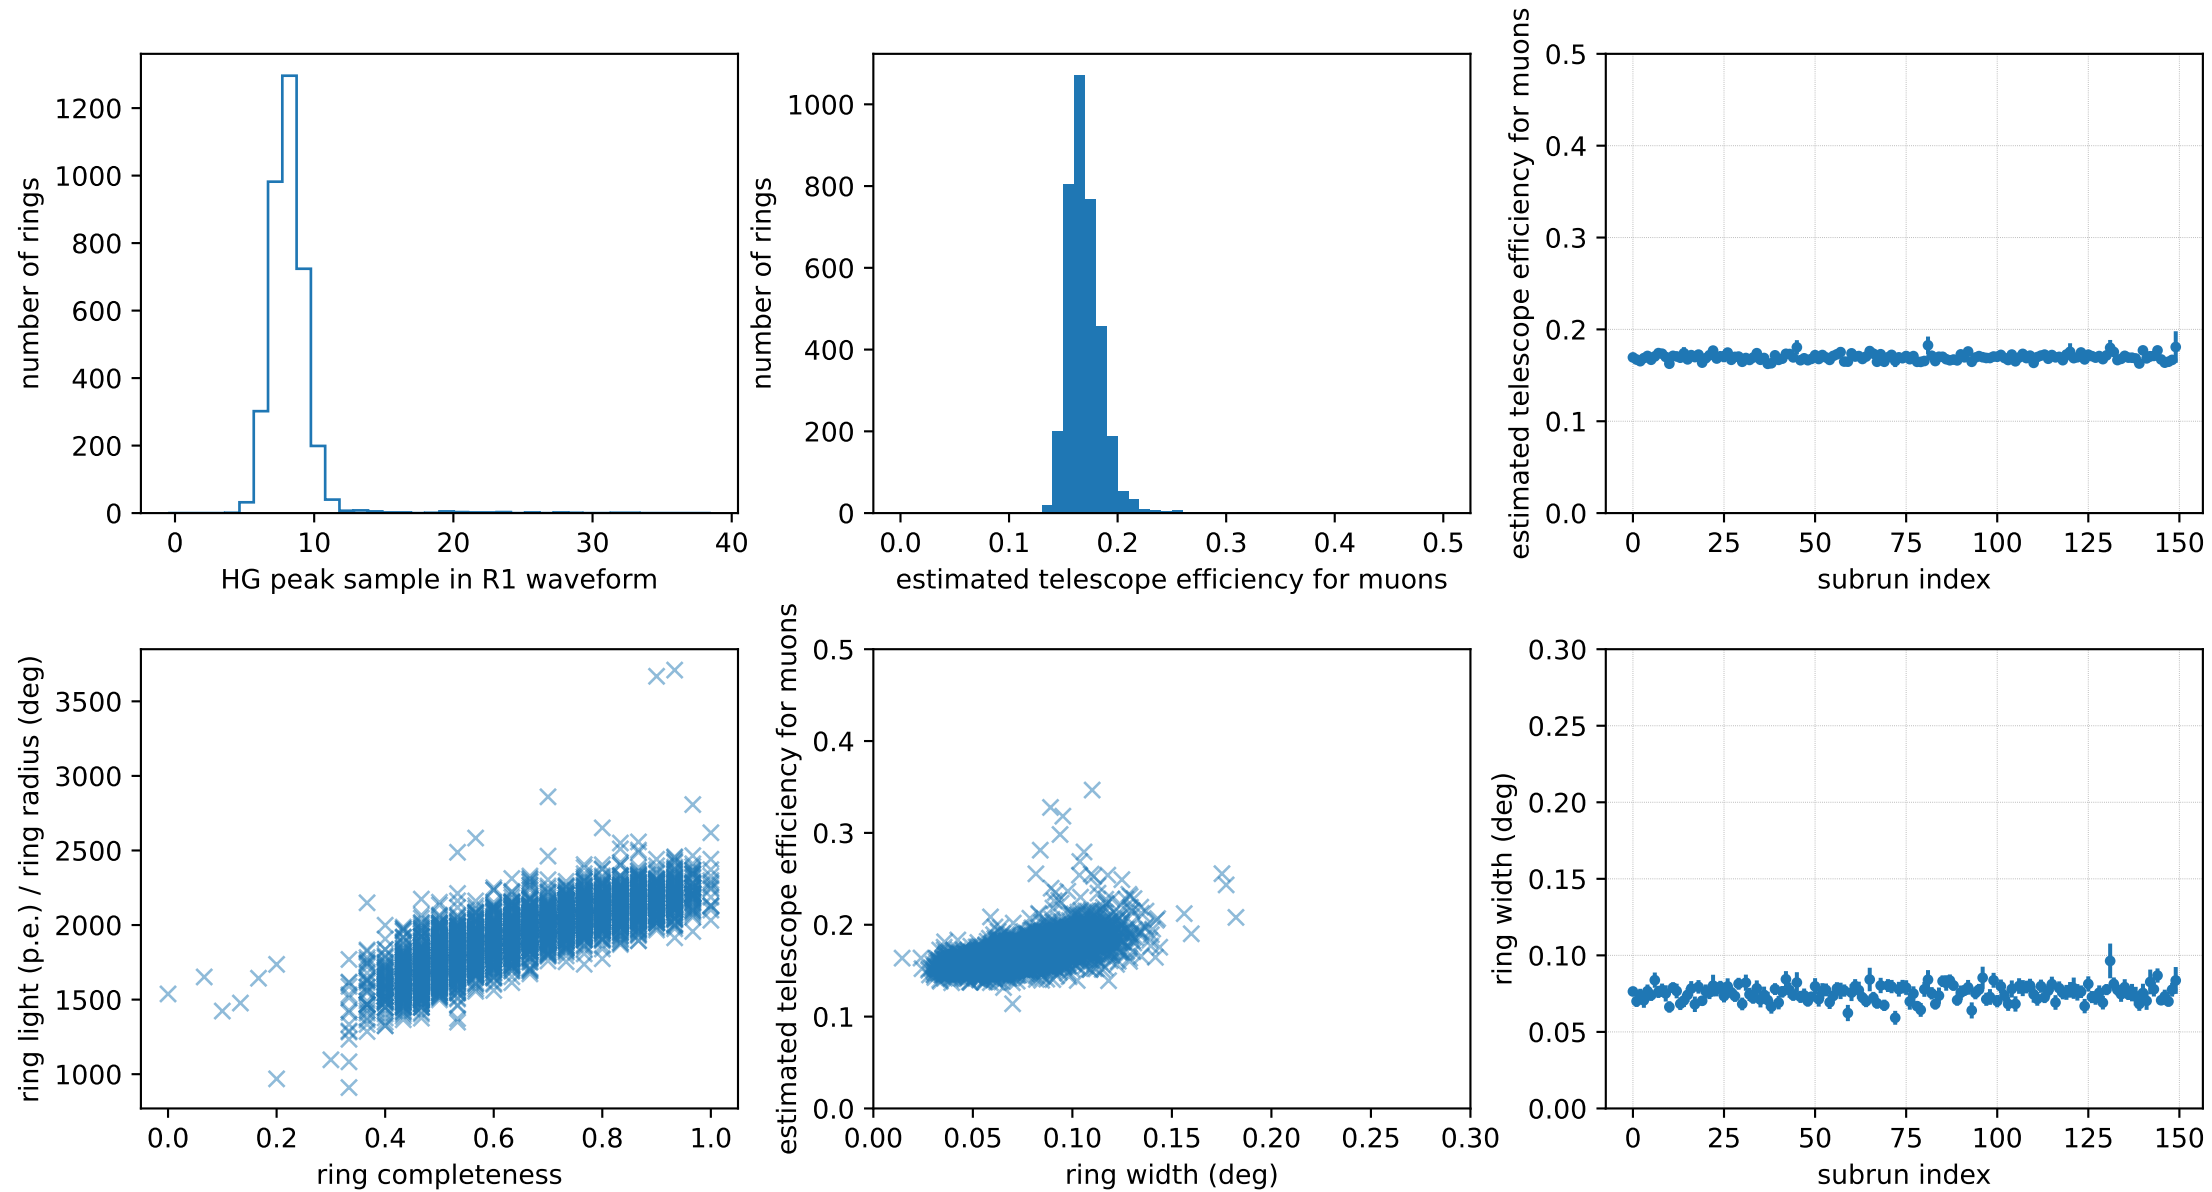 number of rings
1200
1000
800
600
400
200
0
0 10 20 30 40
HG peak sample in R1 waveform
number of rings
1000
800
600
400
200
0
0.0 0.1 0.2 0.3 0.4 0.5
estimated telescope efficiency for muons
estimated telescope efficiency for muons
0.5
0.4
0.3
0.2
0.1
0.0
0 25 50 75 100 125 150
subrun index
ring light (p.e.) / ring radius (deg)
3500
3000
2500
2000
1500
1000
0.0 0.2 0.4 0.6 0.8 1.0
ring completeness
estimated telescope efficiency for muons
0.5
0.4
0.3
0.2
0.1
0.0
0.00 0.05 0.10 0.15 0.20 0.25 0.30
ring width (deg)
ring width (deg)
0.30
0.25
0.20
0.15
0.10
0.05
0.00
0 25 50 75 100 125 150
subrun index